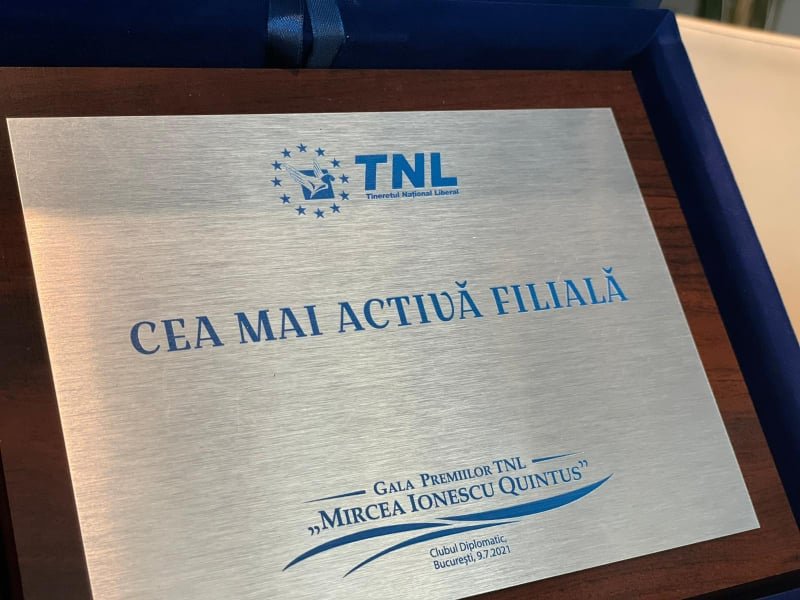 TNL
Tineretul Național Liberal
CEA MAI ACTIVĂ FILIALĂ
GALA PREMIILOR TNL
„MIRCEA IONESCU QUINTUS”
Clubul Diplomatic,
București, 9.7.2021